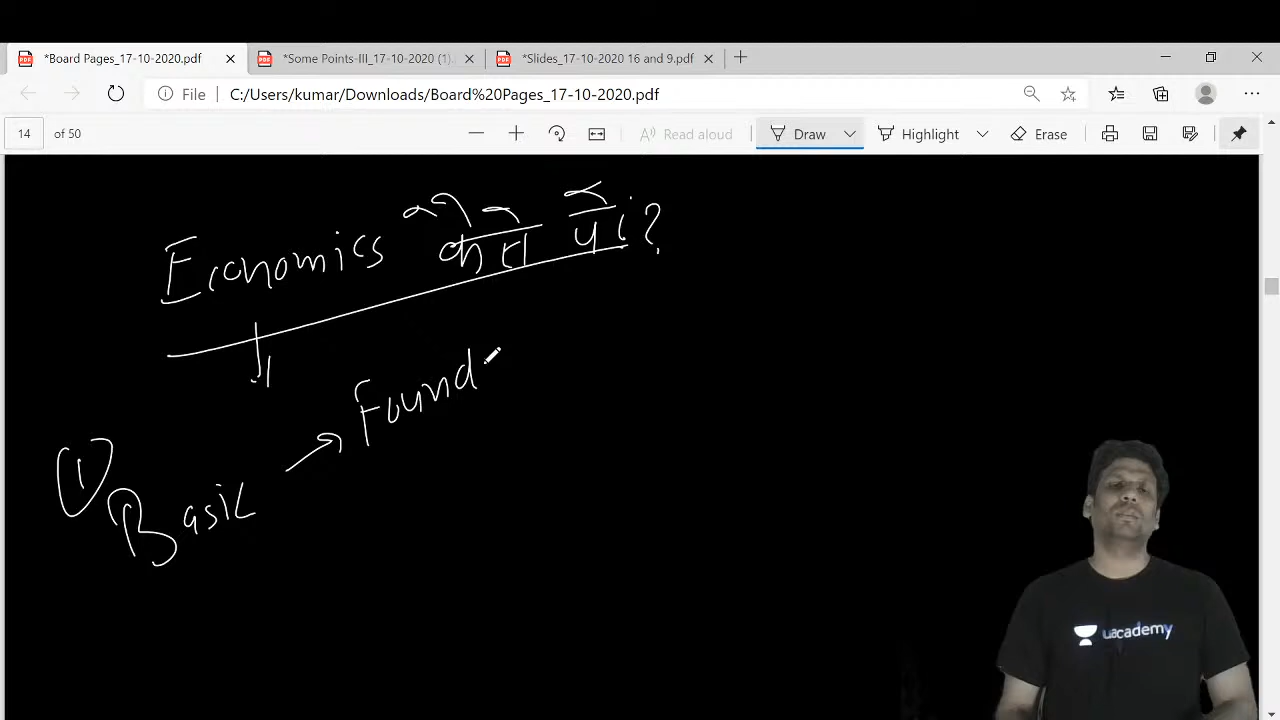 *Board Pages_17-10-2020.pdf
*Some Points-III_17-10-2020 (1).
*Slides_17-10-2020 16 and 9.pdf
File C:/Users/kumar/Downloads/Board%20Pages_17-10-2020.pdf
14 of 50 Read aloud Draw Highlight Erase
Economics ?
① Basic → Found
unacademy